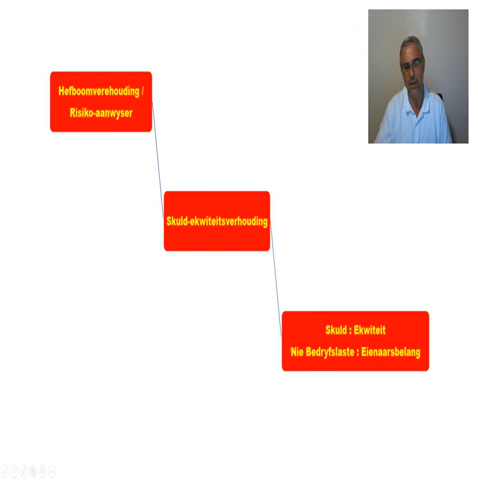 Hefboomverehouding /
Risiko-aanwyser
Skuld-ekwiteitsverhouding
Skuld : Ekwiteit
Nie Bedryfslaste : Eienaarsbelang